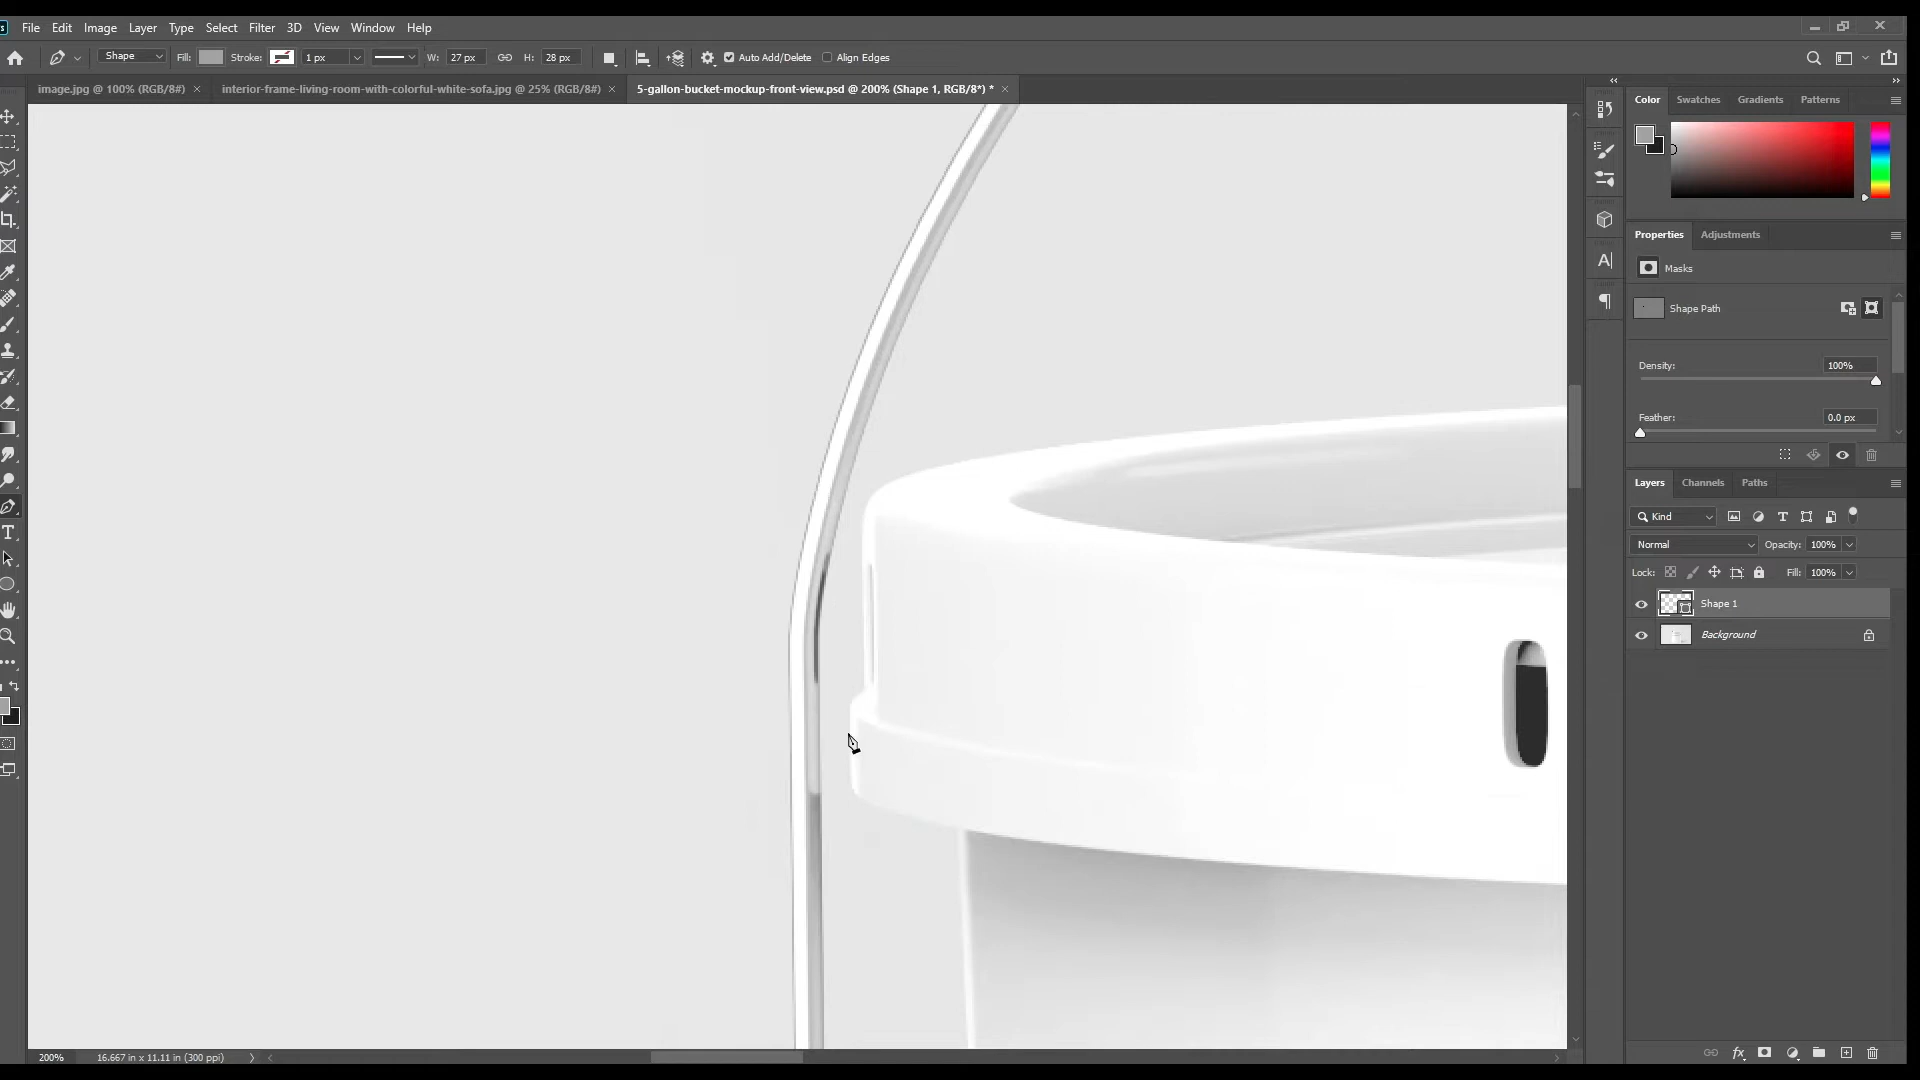 File Edit Image Layer Type Select Filter 3D View Window Help
Shape Fill: Stroke: 1 px W: 27 px H: 28 px Auto Add/Delete Align Edges
image.jpg @ 100% (RGB/8#) interior-frame-living-room-with-colorful-white-sofa.jpg @ 25% (RGB/8#) 5-gallon-bucket-mockup-front-view.psd @ 200% (Shape 1, RGB/8*) *
Color Swatches Gradients Patterns
Properties Adjustments
Masks
Shape Path
Density: 100%
Feather: 0.0 px
Layers Channels Paths
Kind
Normal Opacity: 100%
Lock: Fill: 100%
Shape 1
Background
200% 16.667 in x 11.11 in (300 ppi)